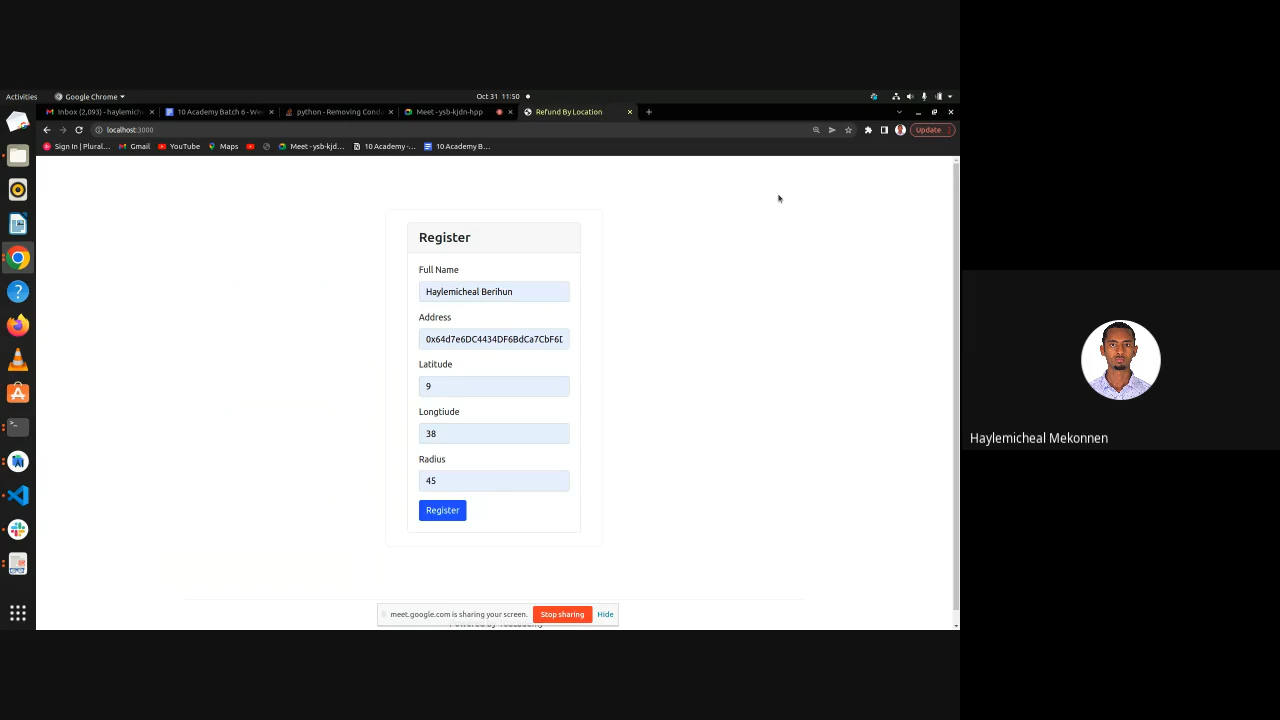 Activities
Google Chrome
Oct 31 11:50
Inbox (2,093) - haylemich
10 Academy Batch 6 - We
python - Removing Cond
Meet - ysb-kjdn-hpp
Refund By Location
localhost:3000
Update
Sign In | Plural...
Gmail
YouTube
Maps
Meet - ysb-kjd...
10 Academy -...
10 Academy B...
Register
Full Name
Haylemicheal Berihun
Address
0x64d7e6DC4434DF6BdCa7CbF6D
Latitude
9
Longtiude
38
Radius
45
Register
meet.google.com is sharing your screen.
Stop sharing
Hide
Haylemicheal Mekonnen